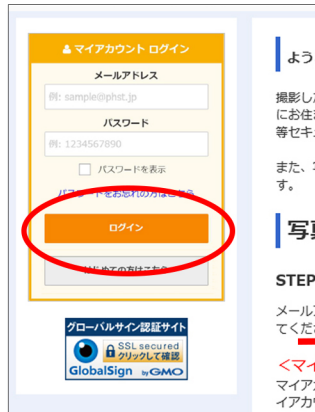 マイアカウント ログイン
メールアドレス
例: sample@phst.jp
パスワード
例: 1234567890
パスワードを表示
パスワードをお忘れの方はこちら
ログイン
はじめての方はこちら
グローバルサイン認証サイト
SSL secured
クリックして確認
GlobalSign by GMO
よう
撮影し
にお住
等セキ
また、
す。
写
STEP
メール
てくだ
<マイ
マイア
イアカ